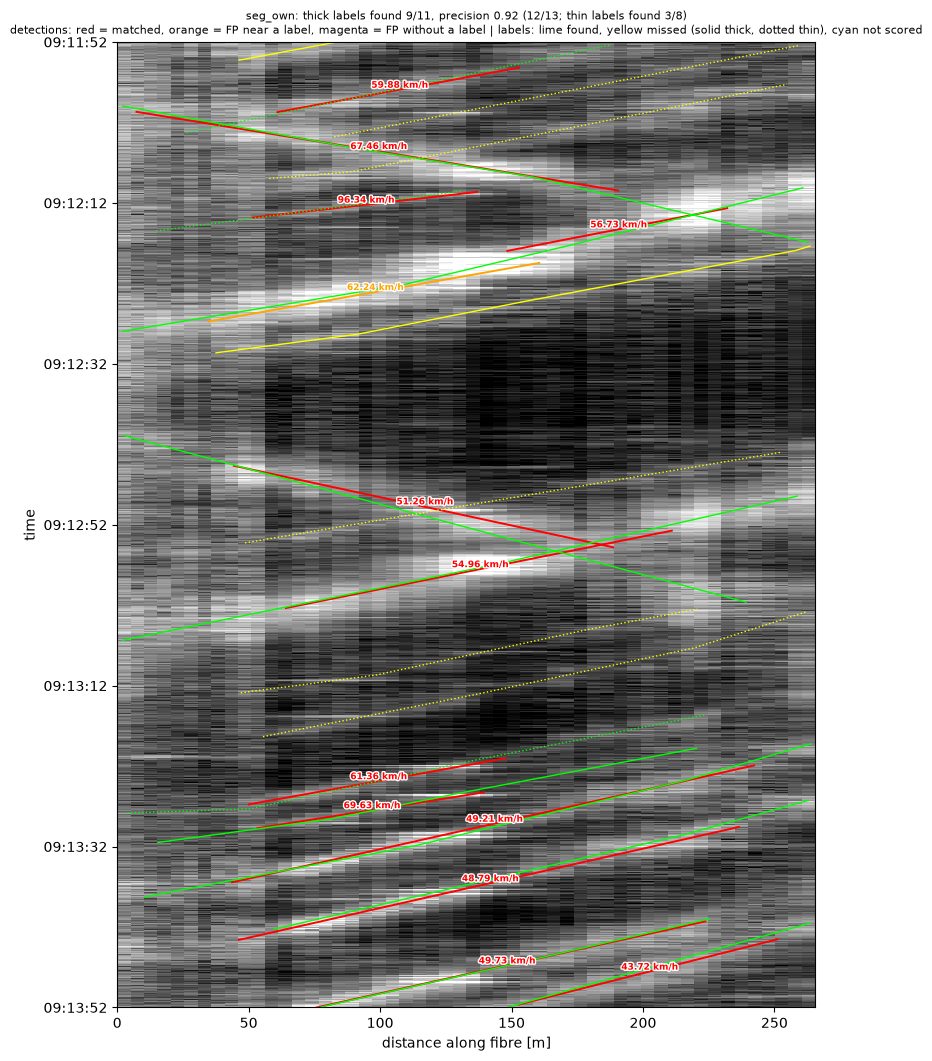 seg_own: thick labels found 9/11, precision 0.92 (12/13; thin labels found 3/8)
detections: red = matched, orange = FP near a label, magenta = FP without a label | labels: lime found, yellow missed (solid thick, dotted thin), cyan not scored
09:11:52
59.88 km/h
67.46 km/h
96.34 km/h
09:12:12
56.73 km/h
62.24 km/h
09:12:32
51.26 km/h
09:12:52
time
54.96 km/h
09:13:12
61.36 km/h
69.63 km/h
49.21 km/h
09:13:32
48.79 km/h
49.73 km/h
43.72 km/h
09:13:52
0 50 100 150 200 250
distance along fibre [m]